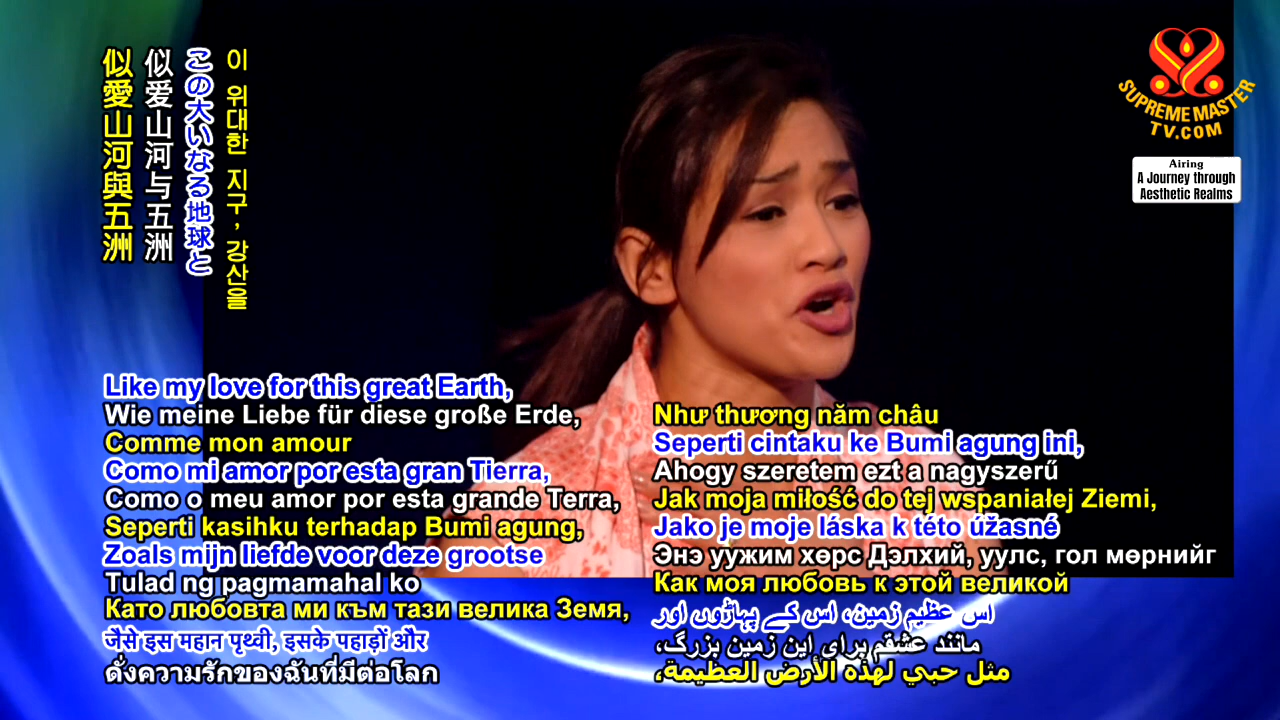 似愛山河與五洲
似爱山河与五洲
この大いなる地球と
이 위대한 지구, 강산을
SUPREME MASTER
TV.COM
Airing
A Journey through
Aesthetic Realms
Like my love for this great Earth,
Wie meine Liebe für diese große Erde,
Comme mon amour
Como mi amor por esta gran Tierra,
Como o meu amor por esta grande Terra,
Seperti kasihku terhadap Bumi agung,
Zoals mijn liefde voor deze grootse
Tulad ng pagmamahal ko
Като любовта ми към тази велика Земя,
जैसे इस महान पृथ्वी, इसके पहाड़ों और
ดั่งความรักของฉันที่มีต่อโลก
Như thương năm châu
Seperti cintaku ke Bumi agung ini,
Ahogy szeretem ezt a nagyszerű
Jak moja miłość do tej wspaniałej Ziemi,
Jako je moje láska k této úžasné
Энэ уужим хөрс Дэлхий, уулс, гол мөрнийг
Как моя любовь к этой великой
اس عظیم زمین، اس کے پہاڑوں اور
مانند عشقم برای این زمین بزرگ،
مثل حبي لهذه الأرض العظيمة،